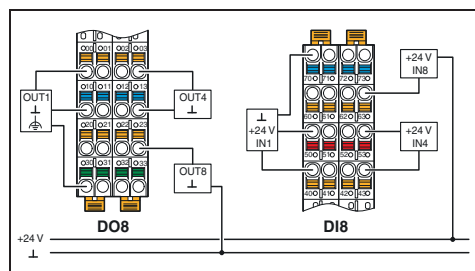 00 01 02 03
10 11 12 13
20 21 22 23
30 31 32 33
OUT1
OUT4
OUT8
DO8
70 71 72 73
60 61 62 63
50 51 52 53
40 41 42 43
+24 V
IN8
+24 V
IN1
+24 V
IN4
DI8
+24 V